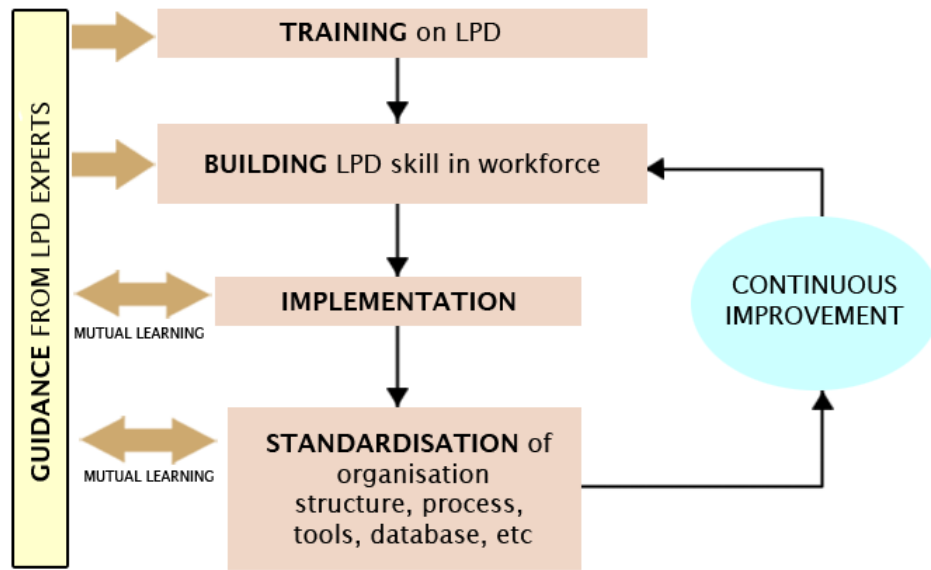 GUIDANCE FROM LPD EXPERTS
TRAINING on LPD
BUILDING LPD skill in workforce
IMPLEMENTATION
MUTUAL LEARNING
STANDARDISATION of
organisation
structure, process,
tools, database, etc
MUTUAL LEARNING
CONTINUOUS
IMPROVEMENT